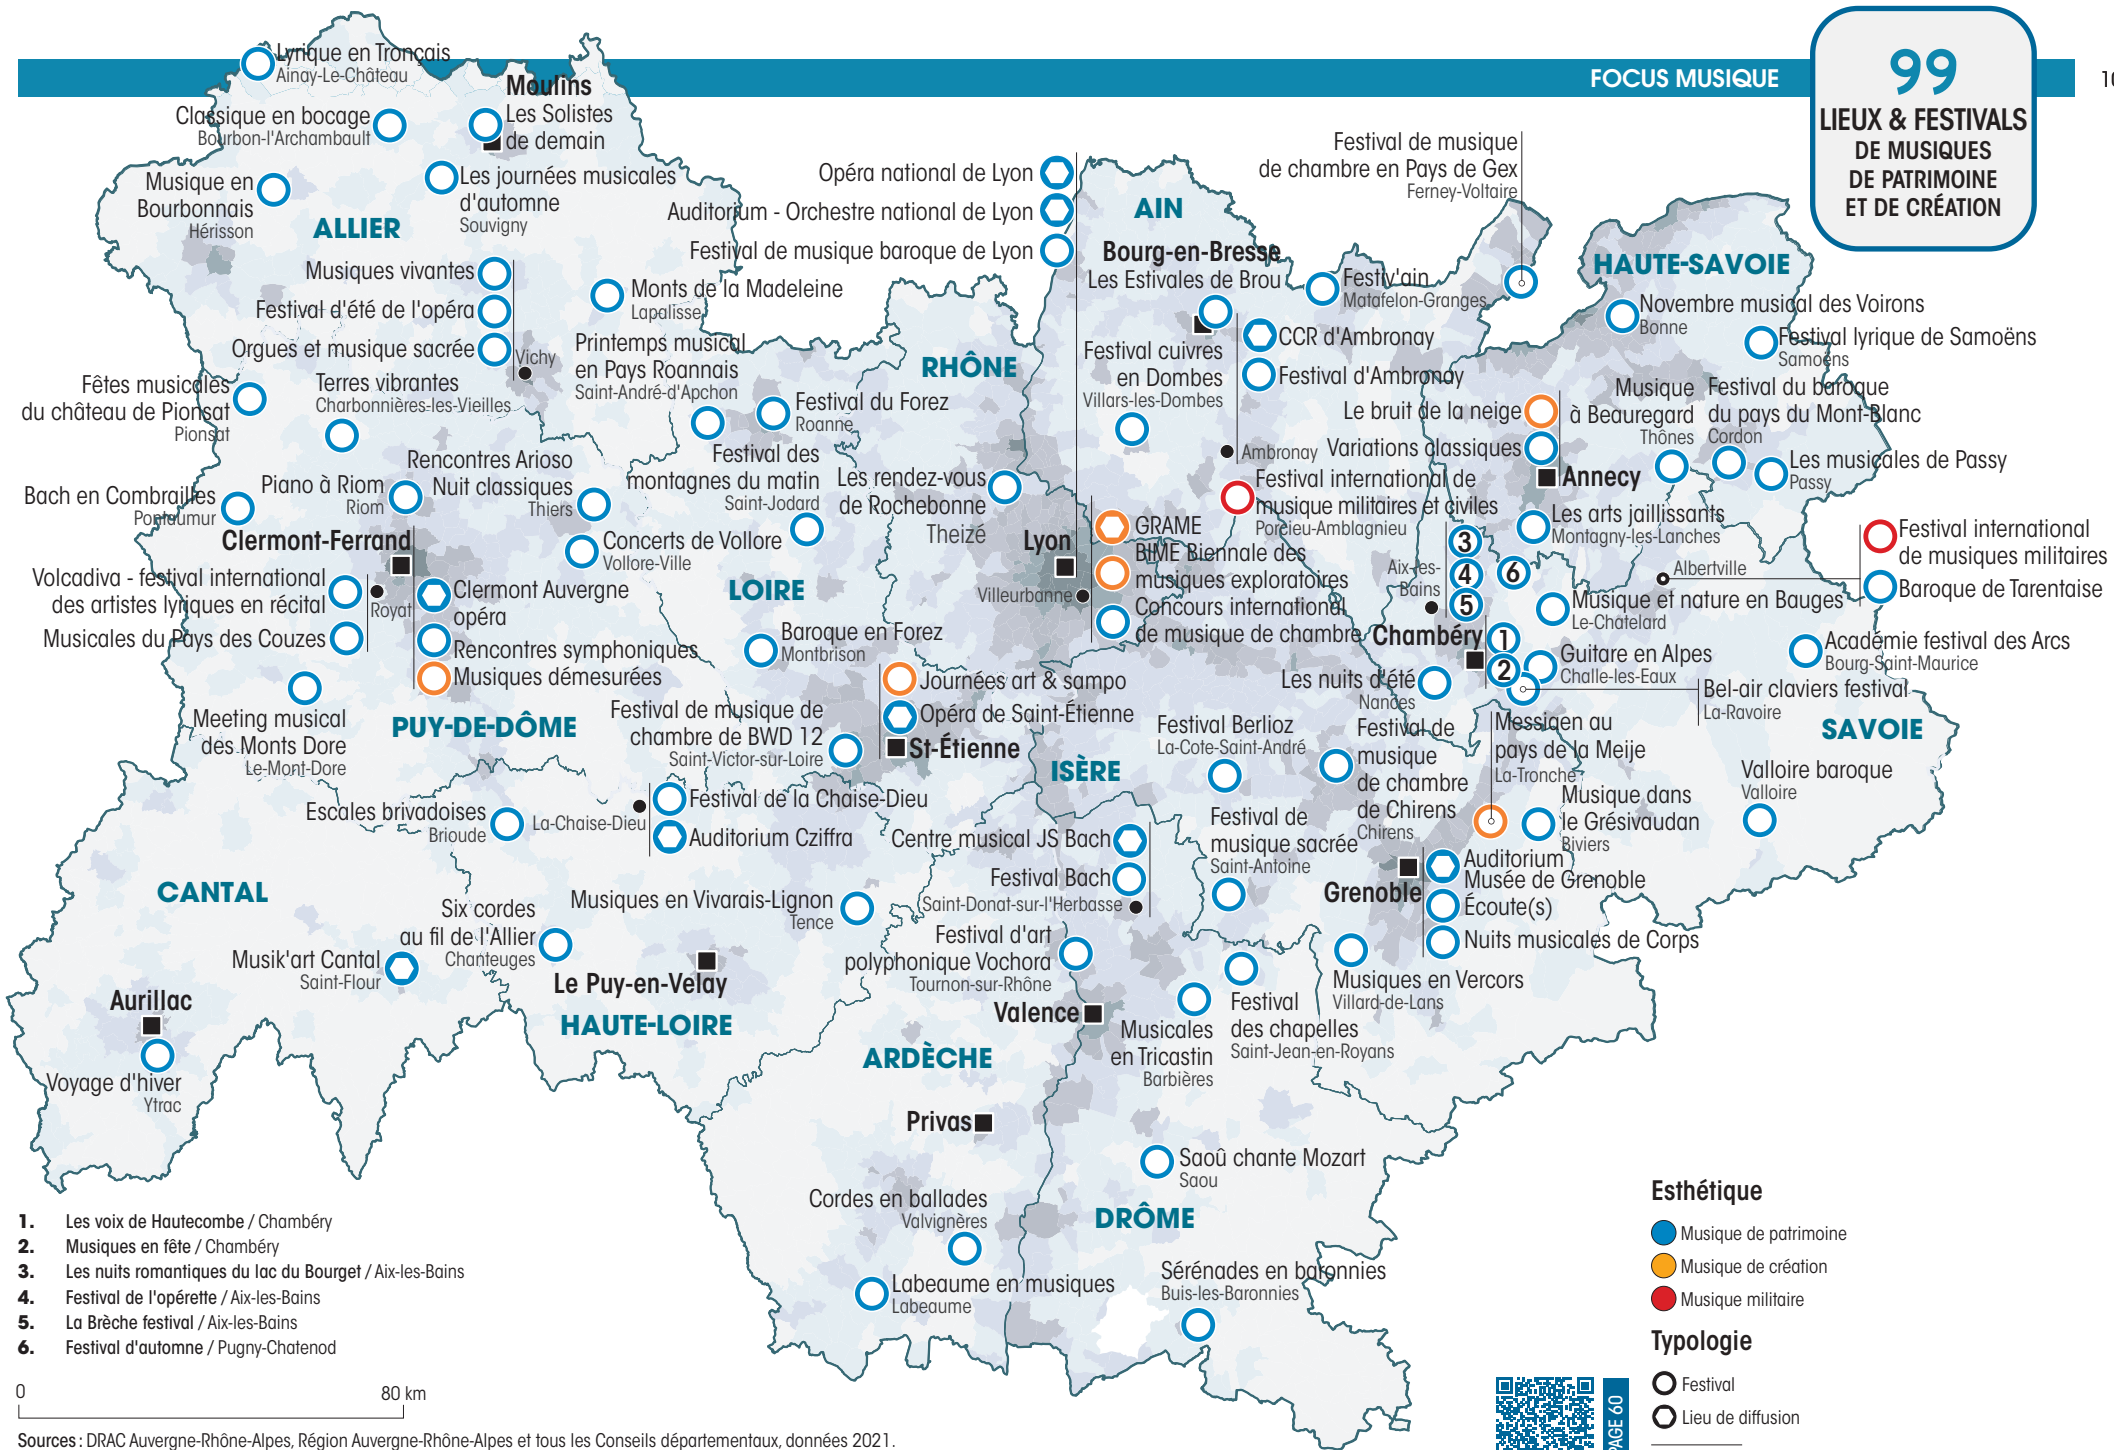 FOCUS MUSIQUE
99
LIEUX & FESTIVALS
DE MUSIQUES
DE PATRIMOINE
ET DE CRÉATION
Lyrique en Tronçais
Ainay-Le-Château
Classique en bocage
Bourbon-l'Archambault
Moulins
Les Solistes
de demain
Musique en
Bourbonnais
Hérisson
Les journées musicales
d'automne
Souvigny
ALLIER
Musiques vivantes
Festival d'été de l'opéra
Orgues et musique sacrée
Vichy
Monts de la Madeleine
Lapalisse
Printemps musical
en Pays Roannais
Saint-André-d'Apchon
Fêtes musicales
du château de Pionsat
Pionsat
Terres vibrantes
Charbonnières-les-Vieilles
Festival du Forez
Roanne
Festival des
montagnes du matin
Saint-Jodard
Rencontres Arioso
Nuit classiques
Thiers
Piano à Riom
Riom
Bach en Combrailles
Pontaumur
Clermont-Ferrand
Concerts de Vollore
Vollore-Ville
Volcadiva - festival international
des artistes lyriques en récital
Musicales du Pays des Couzes
Royat
Clermont Auvergne
opéra
Rencontres symphoniques
Musiques démesurées
Meeting musical
des Monts Dore
Le-Mont-Dore
PUY-DE-DÔME
LOIRE
Baroque en Forez
Montbrison
Journées art & sampo
Opéra de Saint-Étienne
St-Étienne
Festival de musique de
chambre de BWD 12
Saint-Victor-sur-Loire
Opéra national de Lyon
Auditorium - Orchestre national de Lyon
Festival de musique baroque de Lyon
RHÔNE
Les rendez-vous
de Rochebonne
Theizé
Lyon
Villeurbanne
GRAME
BIME Biennale des
musiques exploratoires
Concours international
de musique de chambre
AIN
Bourg-en-Bresse
Les Estivales de Brou
Festival de musique
de chambre en Pays de Gex
Ferney-Voltaire
Festiv'ain
Matafelon-Granges
CCR d'Ambronay
Festival d'Ambronay
Ambronay
Festival cuivres
en Dombes
Villars-les-Dombes
Festival international de
musique militaires et civiles
Porcieu-Amblagnieu
HAUTE-SAVOIE
Novembre musical des Voirons
Bonne
Festival lyrique de Samoëns
Samoëns
Le bruit de la neige
Variations classiques
Annecy
Musique
à Beauregard
Thônes
Festival du baroque
du pays du Mont-Blanc
Cordon
Les musicales de Passy
Passy
Les arts jaillissants
Montagny-les-Lanches
Festival international
de musiques militaires
Baroque de Tarentaise
Albertville
Aix-les-
Bains
3
4
5
6
1
2
Chambéry
Musique et nature en Bauges
Le-Chatelard
Guitare en Alpes
Challe-les-Eaux
Académie festival des Arcs
Bourg-Saint-Maurice
Bel-air claviers festival
La-Ravoire
SAVOIE
Les nuits d'été
Nances
Messiaen au
pays de la Meije
La-Tronche
Valloire baroque
Valloire
Festival Berlioz
La-Cote-Saint-André
Festival de
musique
de chambre
de Chirens
Chirens
Musique dans
le Grésivaudan
Biviers
ISÈRE
Festival de
musique sacrée
Saint-Antoine
Grenoble
Auditorium
Musée de Grenoble
Écoute(s)
Nuits musicales de Corps
Musiques en Vercors
Villard-de-Lans
Escales brivadoises
Brioude
La-Chaise-Dieu
Festival de la Chaise-Dieu
Auditorium Cziffra
Centre musical JS Bach
Festival Bach
Saint-Donat-sur-l'Herbasse
Musiques en Vivarais-Lignon
Tence
CANTAL
Six cordes
au fil de l'Allier
Chanteuges
Musik'art Cantal
Saint-Flour
Aurillac
Voyage d'hiver
Ytrac
Le Puy-en-Velay
HAUTE-LOIRE
Festival d'art
polyphonique Vochora
Tournon-sur-Rhône
Valence
Musicales
en Tricastin
Barbières
Festival
des chapelles
Saint-Jean-en-Royans
ARDÈCHE
Privas
Saoû chante Mozart
Saou
DRÔME
Cordes en ballades
Valvignères
Labeaume en musiques
Labeaume
Sérénades en baronnies
Buis-les-Baronnies
1. Les voix de Hautecombe / Chambéry
2. Musiques en fête / Chambéry
3. Les nuits romantiques du lac du Bourget / Aix-les-Bains
4. Festival de l'opérette / Aix-les-Bains
5. La Brèche festival / Aix-les-Bains
6. Festival d'automne / Pugny-Chatenod
0 80 km
Sources : DRAC Auvergne-Rhône-Alpes, Région Auvergne-Rhône-Alpes et tous les Conseils départementaux, données 2021.
Esthétique
Musique de patrimoine
Musique de création
Musique militaire
Typologie
Festival
Lieu de diffusion
PAGE 60